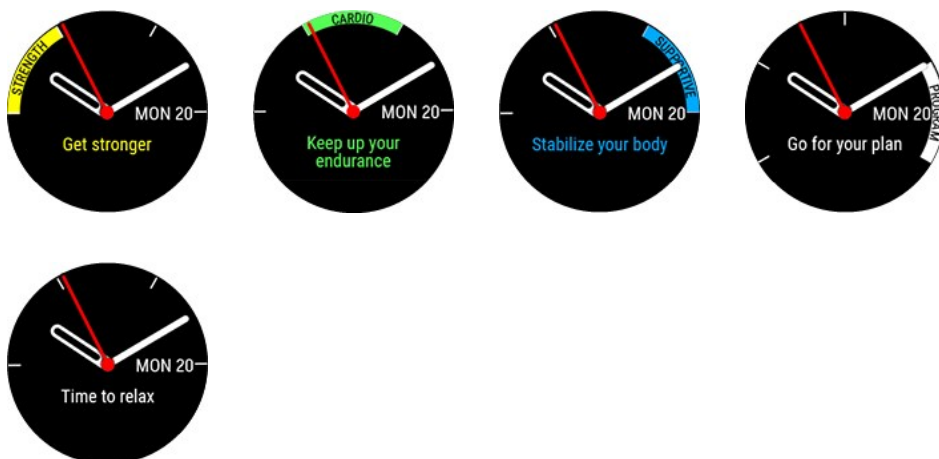 STRENGTH
MON 20
Get stronger
CARDIO
MON 20
Keep up your
endurance
SUPPORTIVE
MON 20
Stabilize your body
PROGRAM
MON 20
Go for your plan
MON 20
Time to relax